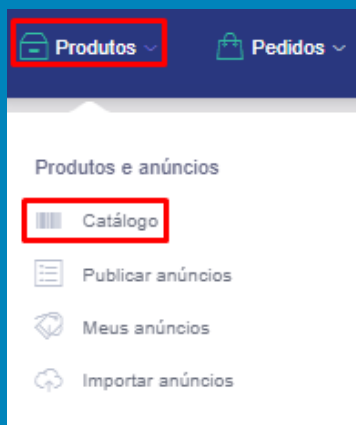 Produtos Pedidos
Produtos e anúncios
Catálogo
Publicar anúncios
Meus anúncios
Importar anúncios